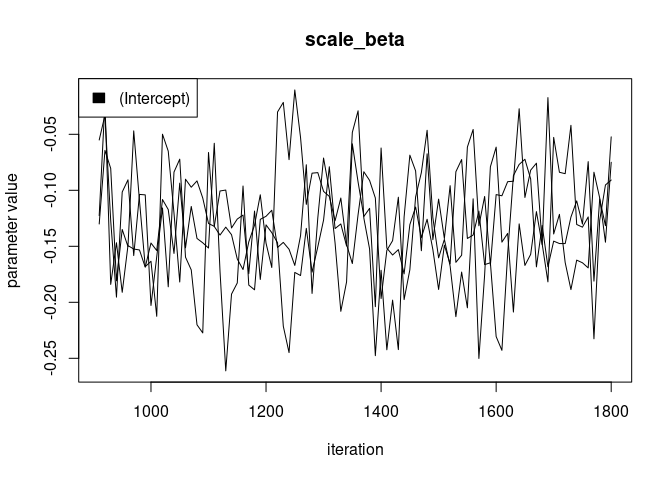 scale_beta
(Intercept)
parameter value
-0.05
-0.10
-0.15
-0.20
-0.25
1000 1200 1400 1600 1800
iteration